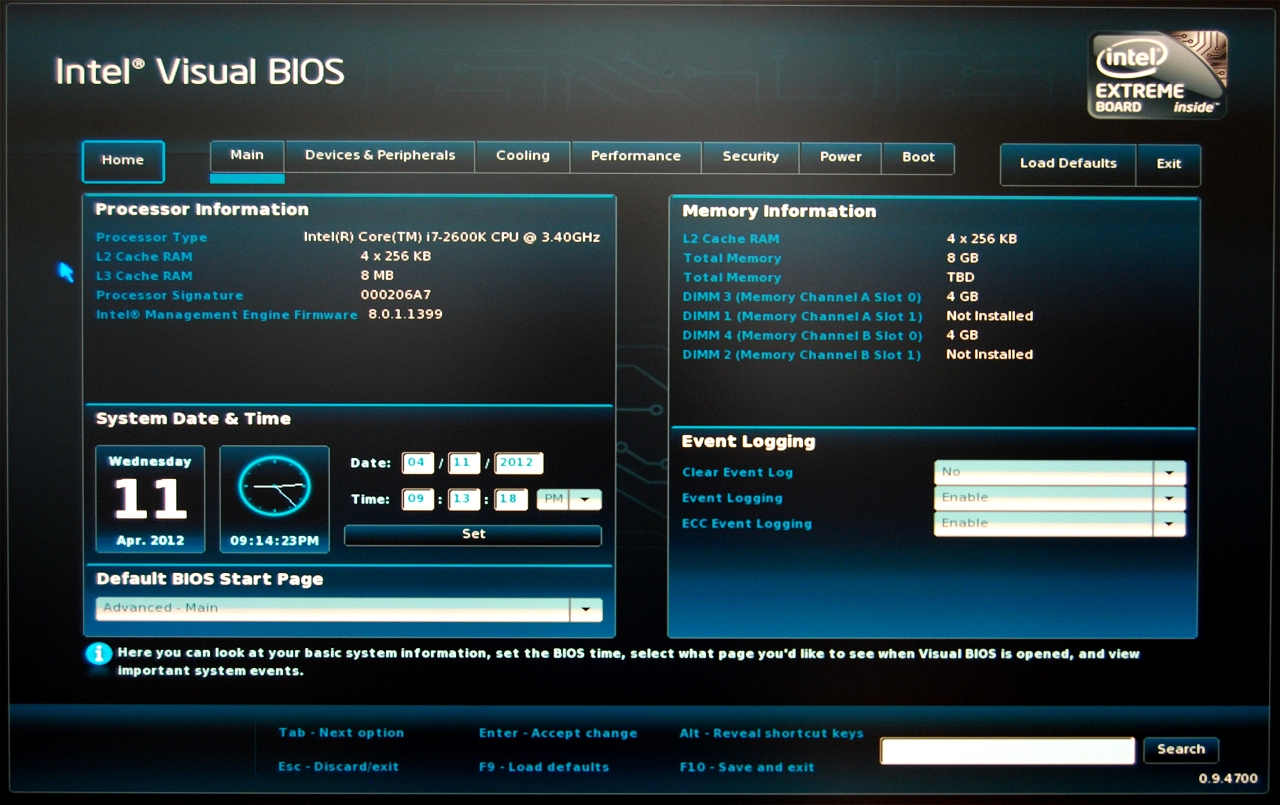 Intel® Visual BIOS
intel®
EXTREME
BOARD inside™
Home
Main
Devices & Peripherals
Cooling
Performance
Security
Power
Boot
Load Defaults
Exit
Processor Information
Processor Type Intel(R) Core(TM) i7-2600K CPU @ 3.40GHz
L2 Cache RAM 4 x 256 KB
L3 Cache RAM 8 MB
Processor Signature 000206A7
Intel® Management Engine Firmware 8.0.1.1399
System Date & Time
Wednesday
11
Apr. 2012
09:14:23PM
Date: 04 / 11 / 2012
Time: 09 : 13 : 18 PM
Set
Default BIOS Start Page
Advanced - Main
Memory Information
L2 Cache RAM 4 x 256 KB
Total Memory 8 GB
Total Memory TBD
DIMM 3 (Memory Channel A Slot 0) 4 GB
DIMM 1 (Memory Channel A Slot 1) Not Installed
DIMM 4 (Memory Channel B Slot 0) 4 GB
DIMM 2 (Memory Channel B Slot 1) Not Installed
Event Logging
Clear Event Log No
Event Logging Enable
ECC Event Logging Enable
Here you can look at your basic system information, set the BIOS time, select what page you'd like to see when Visual BIOS is opened, and view
important system events.
Tab - Next option
Enter - Accept change
Alt - Reveal shortcut keys
Esc - Discard/exit
F9 - Load defaults
F10 - Save and exit
Search
0.9.4700